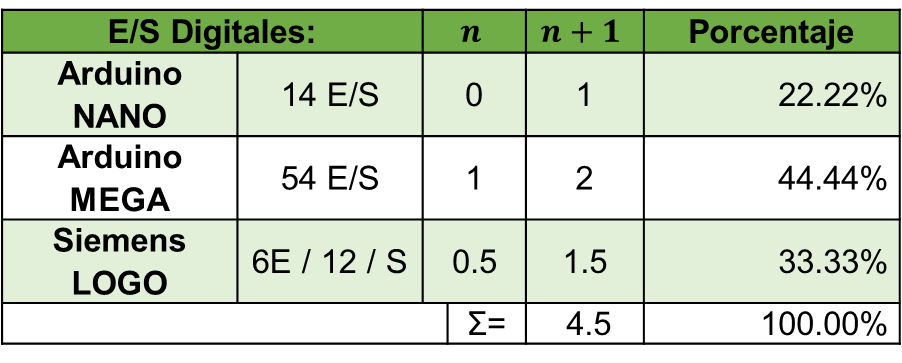 E/S Digitales: n n + 1 Porcentaje
Arduino
NANO
14 E/S 0 1 22.22%
Arduino
MEGA
54 E/S 1 2 44.44%
Siemens
LOGO
6E / 12 / S 0.5 1.5 33.33%
Σ= 4.5 100.00%